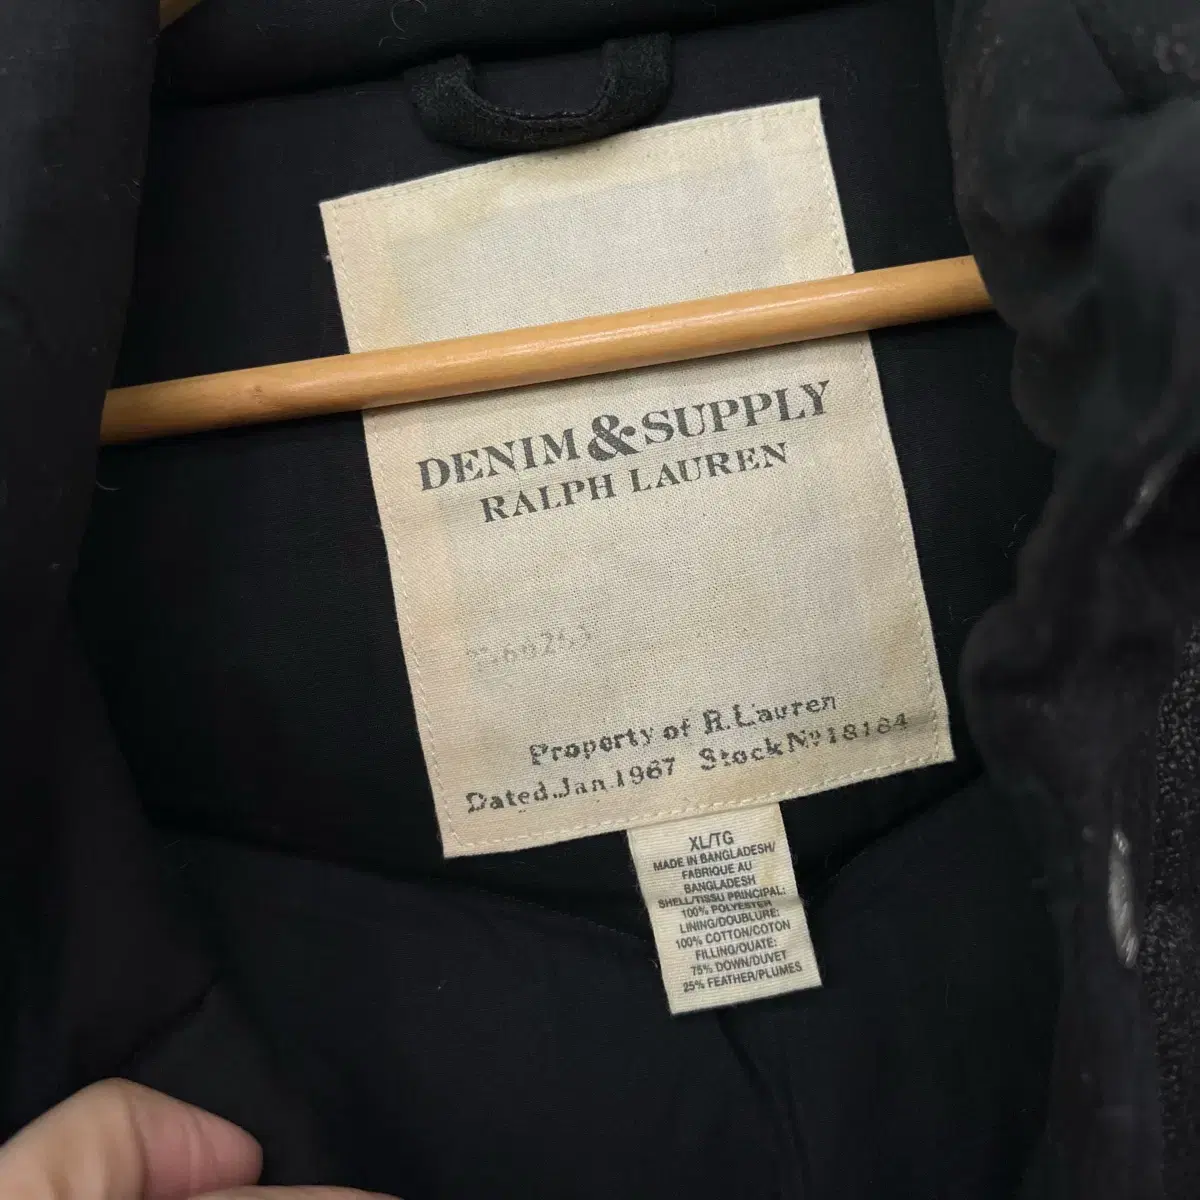 DENIM & SUPPLY
RALPH LAUREN
Property of R.Lauren
Dated.Jan.1967 Stock Nº 18184
XL/TG
MADE IN BANGLADESH/
FABRIQUE AU
BANGLADESH
SHELL/TISSU PRINCIPAL:
100% POLYESTER
LINING/DOUBLURE:
100% COTTON/COTON
FILLING/OUATE:
75% DOWN/DUVET
25% FEATHER/PLUMES